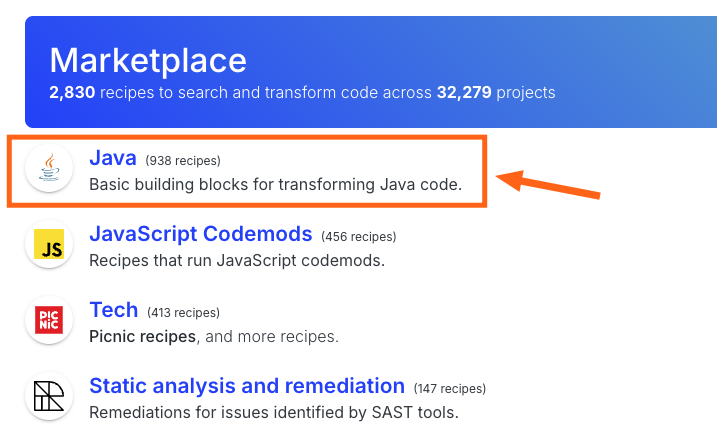 Marketplace
2,830 recipes to search and transform code across 32,279 projects
Java (938 recipes)
Basic building blocks for transforming Java code.
JS
JavaScript Codemods (456 recipes)
Recipes that run JavaScript codemods.
PIC
NIC
Tech (413 recipes)
Picnic recipes, and more recipes.
Static analysis and remediation (147 recipes)
Remediations for issues identified by SAST tools.